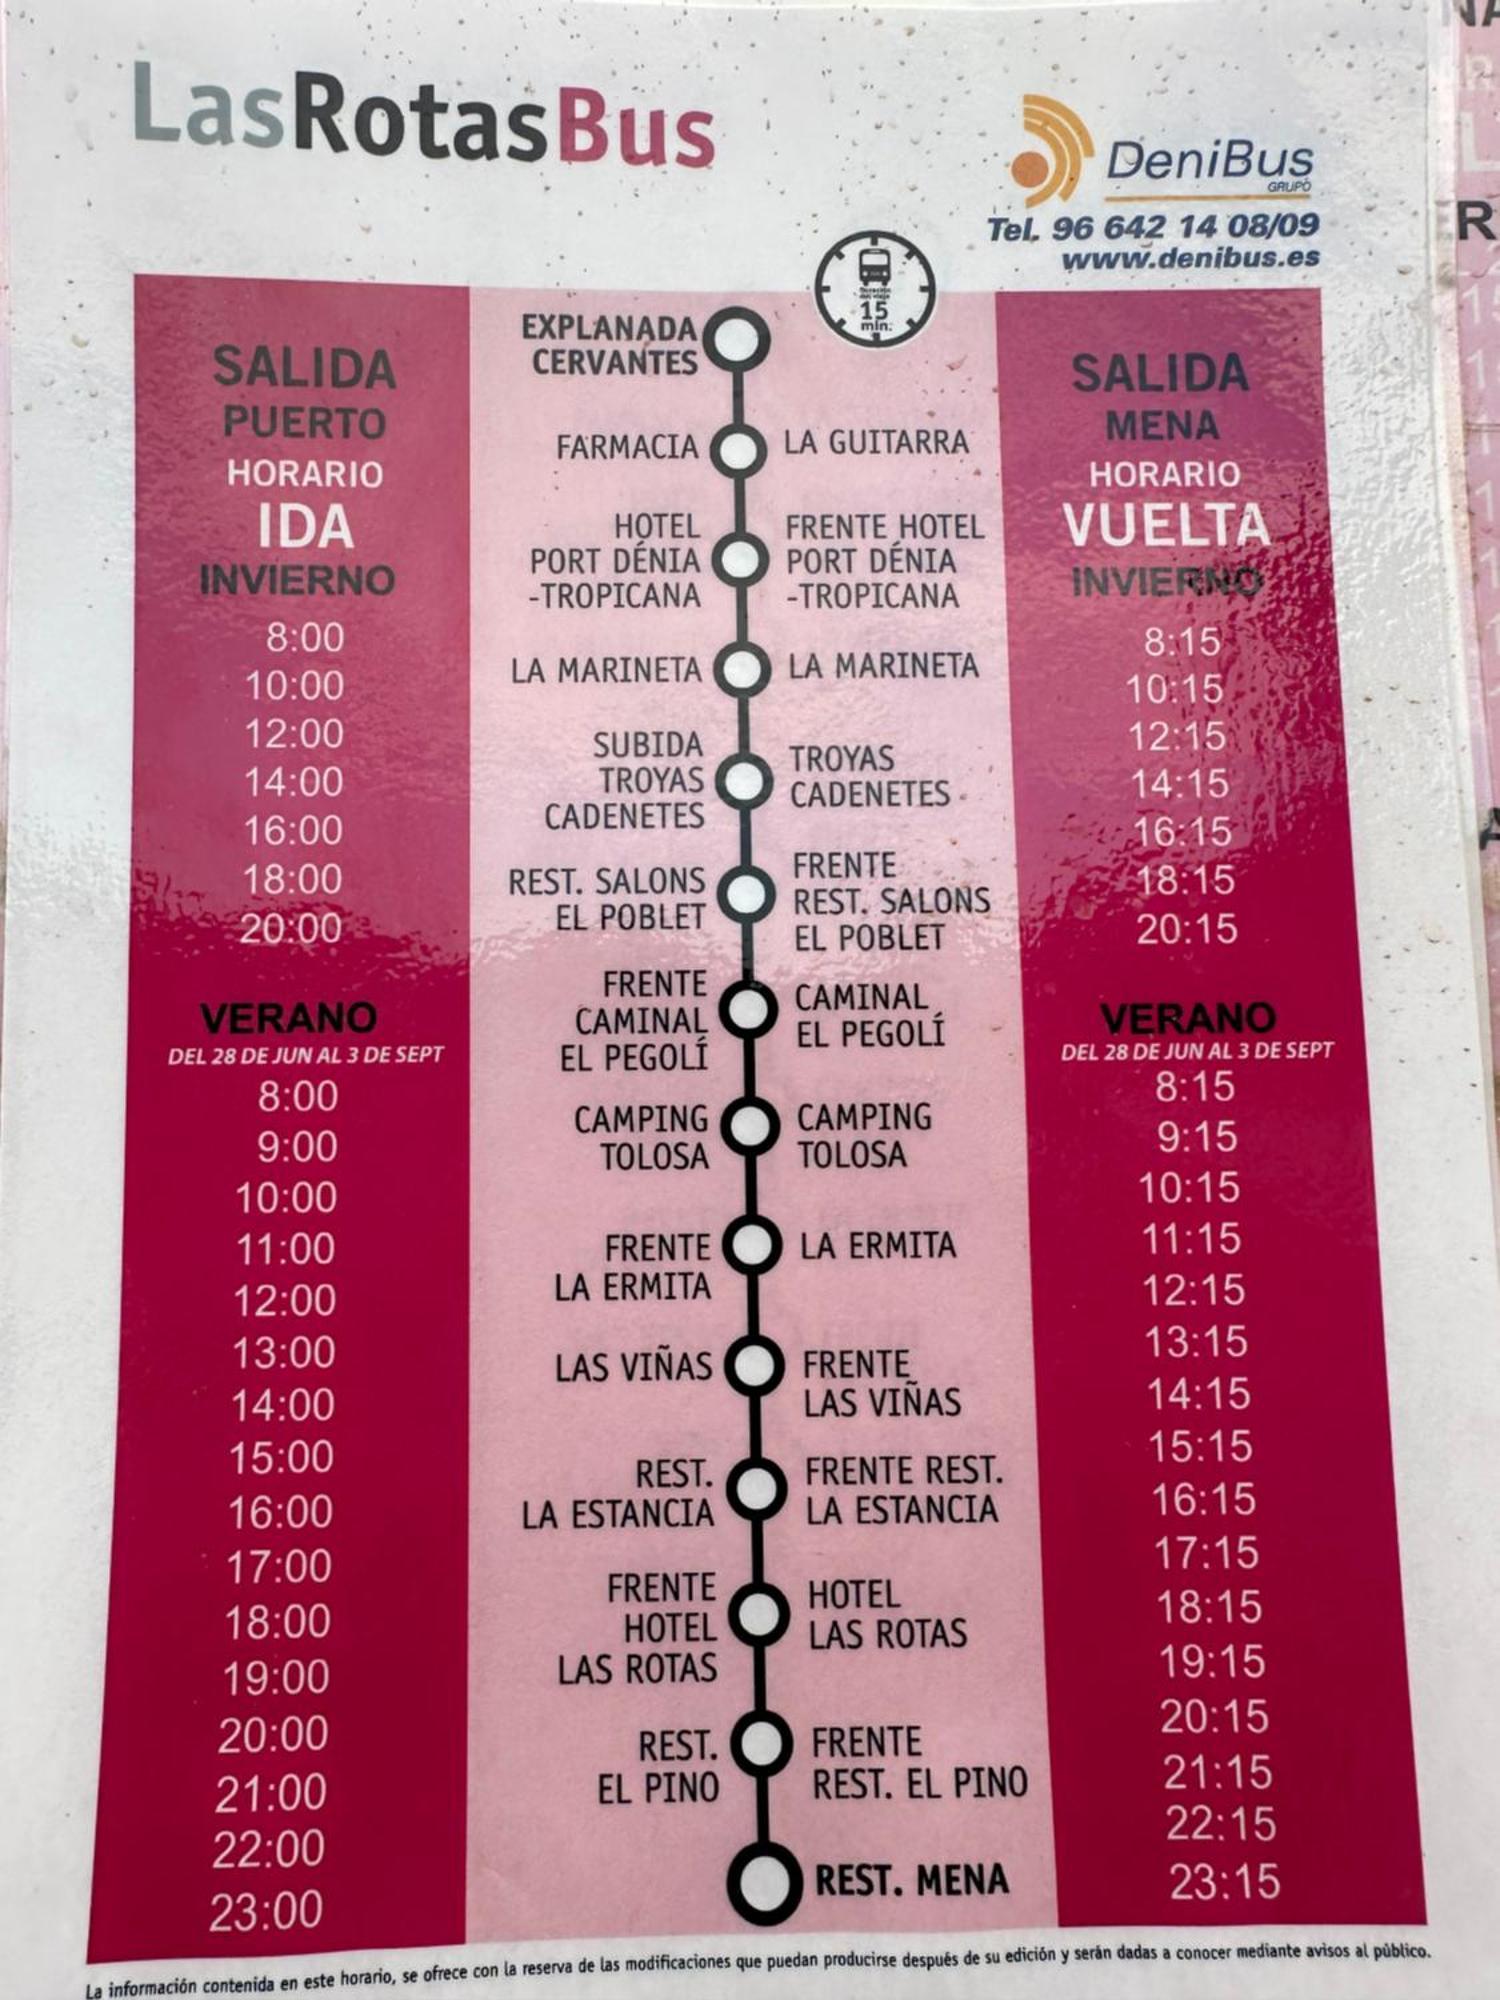 LasRotasBus
DeniBus
GRUPO
Tel. 96 642 14 08/09
www.denibus.es
15
min.
SALIDA
PUERTO
HORARIO
IDA
INVIERNO
8:00
10:00
12:00
14:00
16:00
18:00
20:00
VERANO
DEL 28 DE JUN AL 3 DE SEPT
8:00
9:00
10:00
11:00
12:00
13:00
14:00
15:00
16:00
17:00
18:00
19:00
20:00
21:00
22:00
23:00
EXPLANADA
CERVANTES
FARMACIA
HOTEL
PORT DÉNIA
-TROPICANA
LA MARINETA
SUBIDA
TROYAS
CADENETES
REST. SALONS
EL POBLET
FRENTE
CAMINAL
EL PEGOLÍ
CAMPING
TOLOSA
FRENTE
LA ERMITA
LAS VIÑAS
REST.
LA ESTANCIA
FRENTE
HOTEL
LAS ROTAS
REST.
EL PINO
LA GUITARRA
FRENTE HOTEL
PORT DÉNIA
-TROPICANA
LA MARINETA
TROYAS
CADENETES
FRENTE
REST. SALONS
EL POBLET
CAMINAL
EL PEGOLÍ
CAMPING
TOLOSA
LA ERMITA
FRENTE
LAS VIÑAS
FRENTE REST.
LA ESTANCIA
HOTEL
LAS ROTAS
FRENTE
REST. EL PINO
REST. MENA
SALIDA
MENA
HORARIO
VUELTA
INVIERNO
8:15
10:15
12:15
14:15
16:15
18:15
20:15
VERANO
DEL 28 DE JUN AL 3 DE SEPT
8:15
9:15
10:15
11:15
12:15
13:15
14:15
15:15
16:15
17:15
18:15
19:15
20:15
21:15
22:15
23:15
La información contenida en este horario, se ofrece con la reserva de las modificaciones que puedan producirse después de su edición y serán dadas a conocer mediante avisos al público.